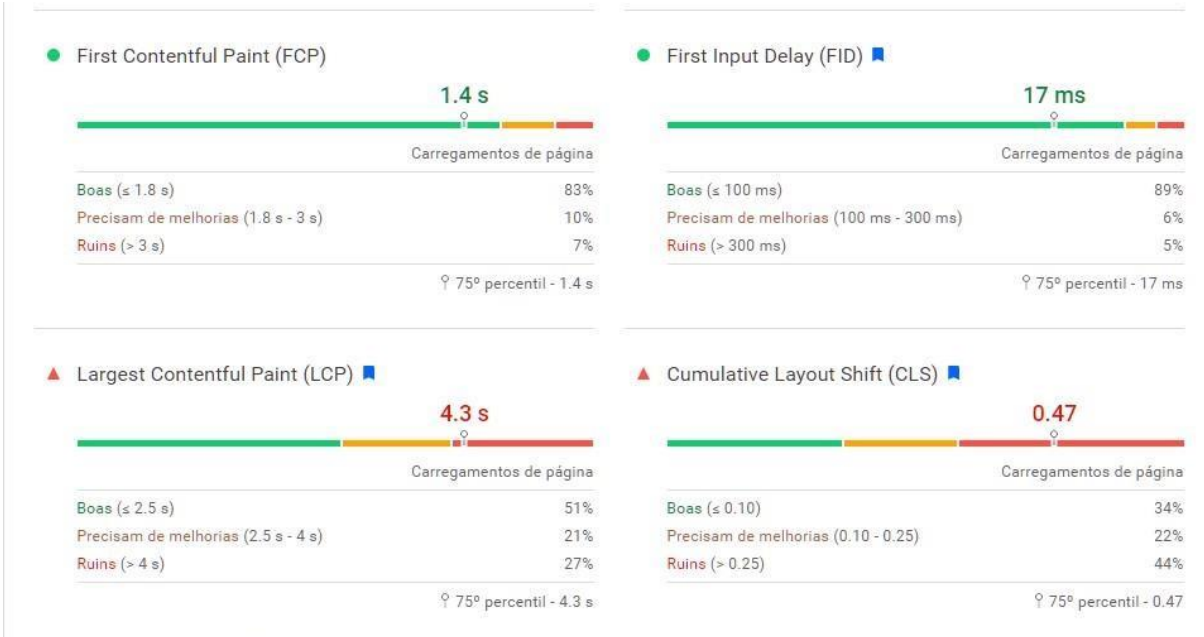 First Contentful Paint (FCP)
1.4 s
Carregamentos de página
Boas (≤ 1.8 s) 83%
Precisam de melhorias (1.8 s - 3 s) 10%
Ruins (> 3 s) 7%
75º percentil - 1.4 s
First Input Delay (FID)
17 ms
Carregamentos de página
Boas (≤ 100 ms) 89%
Precisam de melhorias (100 ms - 300 ms) 6%
Ruins (> 300 ms) 5%
75º percentil - 17 ms
Largest Contentful Paint (LCP)
4.3 s
Carregamentos de página
Boas (≤ 2.5 s) 51%
Precisam de melhorias (2.5 s - 4 s) 21%
Ruins (> 4 s) 27%
75º percentil - 4.3 s
Cumulative Layout Shift (CLS)
0.47
Carregamentos de página
Boas (≤ 0.10) 34%
Precisam de melhorias (0.10 - 0.25) 22%
Ruins (> 0.25) 44%
75º percentil - 0.47